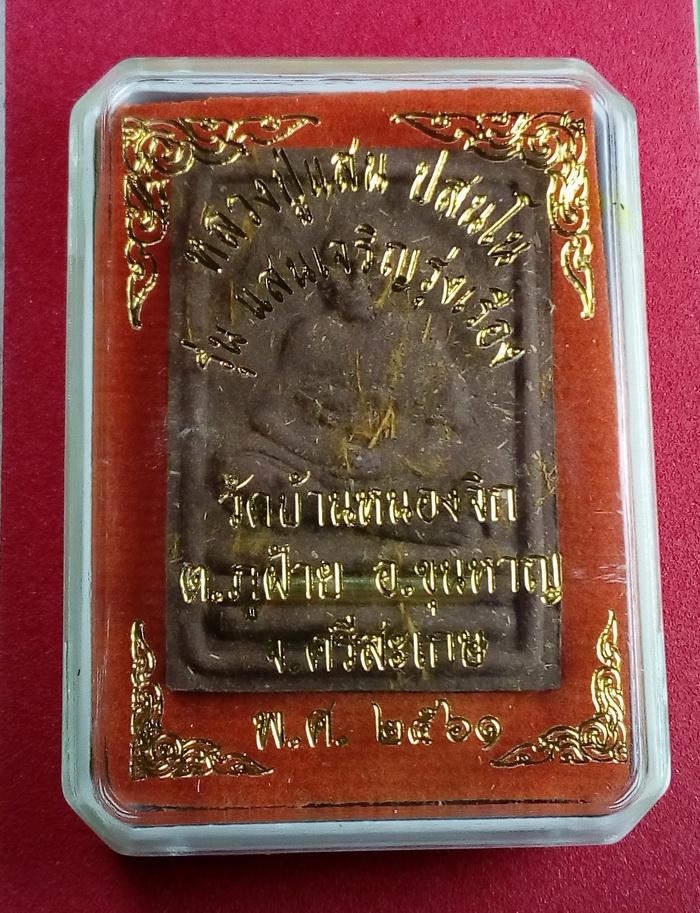 หลวงปู่แสน ปสนฺโน
รุ่น แสนเจริญรุ่งเรือง
วัดบ้านหนองจิก
ต.ภูฝ้าย อ.ขุนหาญ
จ.ศรีสะเกษ
พ.ศ. ๒๕๖๑